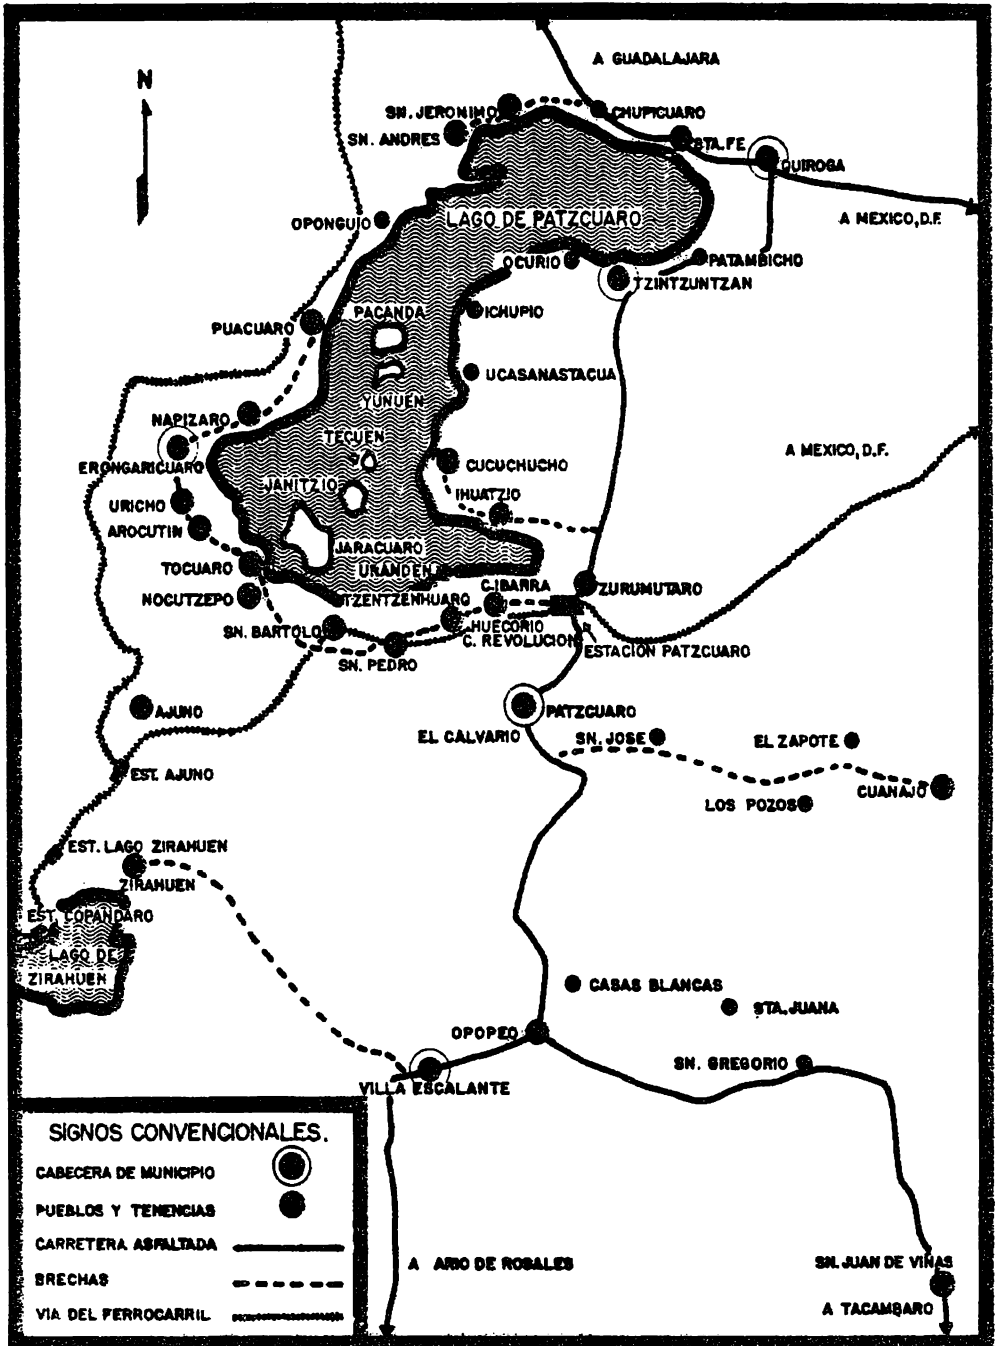 A GUADALAJARA
N
SN. JERONIMO
CHUPICUARO
SN. ANDRES
STA. FE
QUIROGA
OPONGUIO
LAGO DE PATZCUARO
A MEXICO, D.F.
OCURIO
PATAMBICHO
TZINTZUNTZAN
PACANDA
ICHUPIO
PUACUARO
UCASANASTACUA
YUNUEN
NAPIZARO
TECUEN
A MEXICO, D.F.
ERONGARICUARO
CUCUCHUCHO
JANITZIO
IHUATZIO
URICHO
AROCUTIN
JARACUARO
TOCUARO
URANDEN
C. IBARRA
ZURUMUTARO
NOCUTZEPO
TZENTZENHUARO
HUECORIO
SN. BARTOLO
C. REVOLUCION
ESTACION PATZCUARO
SN. PEDRO
AJUNO
PATZCUARO
EL CALVARIO
SN. JOSE
EL ZAPOTE
EST. AJUNO
CUANAJO
LOS POZOS
EST. LAGO ZIRAHUEN
ZIRAHUEN
EST. COPANDARO
LAGO DE
ZIRAHUEN
CASAS BLANCAS
STA. JUANA
OPOPEO
SN. GREGORIO
VILLA ESCALANTE
SIGNOS CONVENCIONALES.
CABECERA DE MUNICIPIO
PUEBLOS Y TENENCIAS
CARRETERA ASFALTADA
BRECHAS
VIA DEL FERROCARRIL
A ARIO DE ROSALES
SN. JUAN DE VIÑAS
A TACAMBARO